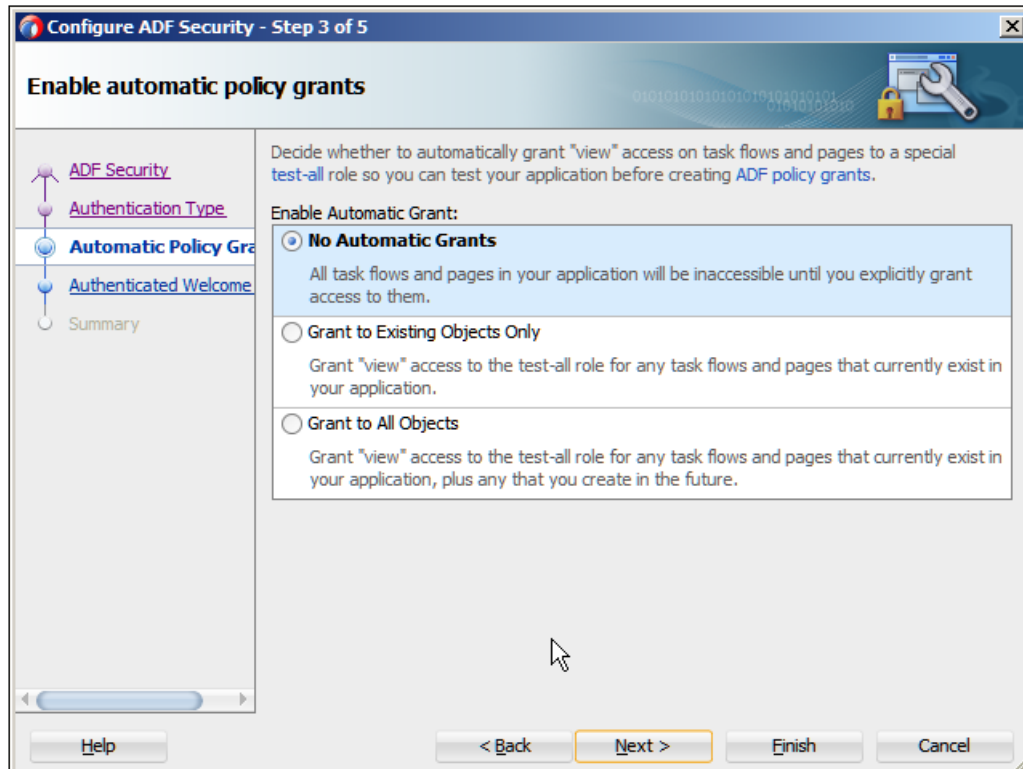 Configure ADF Security - Step 3 of 5
Enable automatic policy grants
ADF Security
Authentication Type
Automatic Policy Gra
Authenticated Welcome
Summary
Decide whether to automatically grant "view" access on task flows and pages to a special
test-all role so you can test your application before creating ADF policy grants.
Enable Automatic Grant:
No Automatic Grants
All task flows and pages in your application will be inaccessible until you explicitly grant
access to them.
Grant to Existing Objects Only
Grant "view" access to the test-all role for any task flows and pages that currently exist in
your application.
Grant to All Objects
Grant "view" access to the test-all role for any task flows and pages that currently exist in
your application, plus any that you create in the future.
Help
< Back
Next >
Finish
Cancel